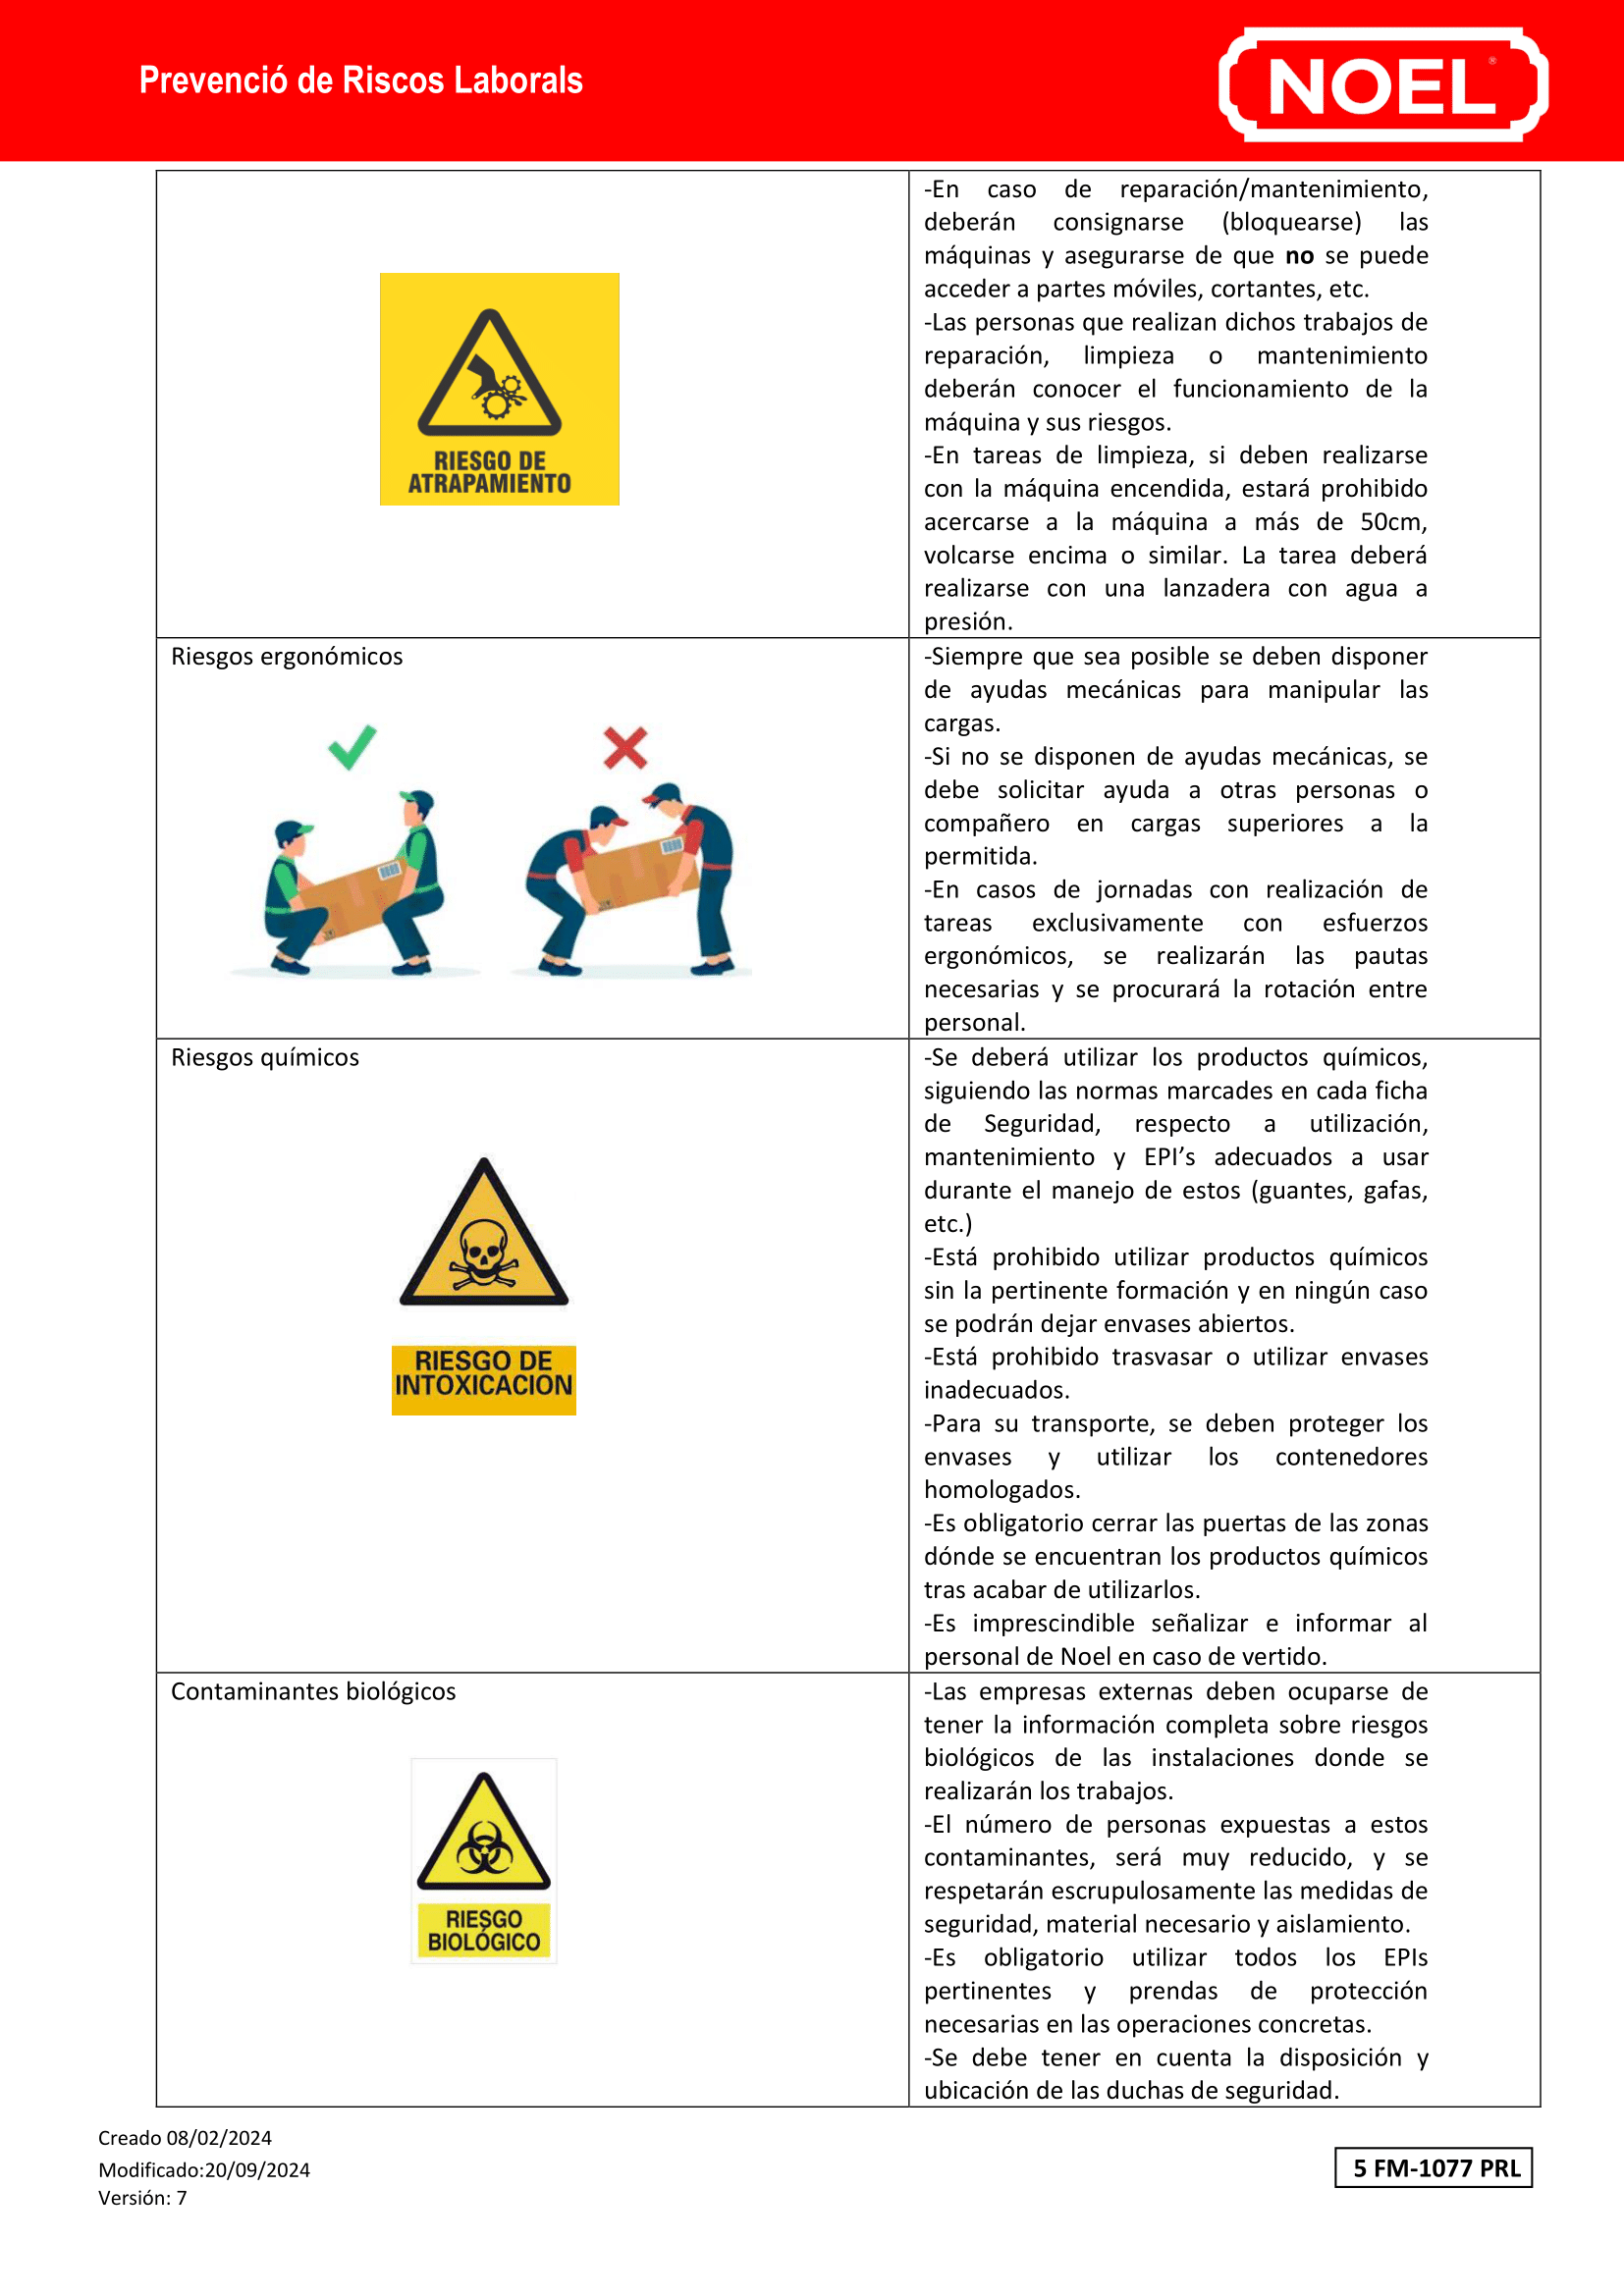 Prevenció de Riscos Laborals
NOEL
®
-En caso de reparación/mantenimiento,
deberán consignarse (bloquearse) las
máquinas y asegurarse de que no se puede
acceder a partes móviles, cortantes, etc.
-Las personas que realizan dichos trabajos de
reparación, limpieza o mantenimiento
deberán conocer el funcionamiento de la
máquina y sus riesgos.
-En tareas de limpieza, si deben realizarse
con la máquina encendida, estará prohibido
acercarse a la máquina a más de 50cm,
volcarse encima o similar. La tarea deberá
realizarse con una lanzadera con agua a
presión.
RIESGO DE
ATRAPAMIENTO
Riesgos ergonómicos
-Siempre que sea posible se deben disponer
de ayudas mecánicas para manipular las
cargas.
-Si no se disponen de ayudas mecánicas, se
debe solicitar ayuda a otras personas o
compañero en cargas superiores a la
permitida.
-En casos de jornadas con realización de
tareas exclusivamente con esfuerzos
ergonómicos, se realizarán las pautas
necesarias y se procurará la rotación entre
personal.
Riesgos químicos
RIESGO DE
INTOXICACION
-Se deberá utilizar los productos químicos,
siguiendo las normas marcades en cada ficha
de Seguridad, respecto a utilización,
mantenimiento y EPI’s adecuados a usar
durante el manejo de estos (guantes, gafas,
etc.)
-Está prohibido utilizar productos químicos
sin la pertinente formación y en ningún caso
se podrán dejar envases abiertos.
-Está prohibido trasvasar o utilizar envases
inadecuados.
-Para su transporte, se deben proteger los
envases y utilizar los contenedores
homologados.
-Es obligatorio cerrar las puertas de las zonas
dónde se encuentran los productos químicos
tras acabar de utilizarlos.
-Es imprescindible señalizar e informar al
personal de Noel en caso de vertido.
Contaminantes biológicos
RIESGO
BIOLÓGICO
-Las empresas externas deben ocuparse de
tener la información completa sobre riesgos
biológicos de las instalaciones donde se
realizarán los trabajos.
-El número de personas expuestas a estos
contaminantes, será muy reducido, y se
respetarán escrupulosamente las medidas de
seguridad, material necesario y aislamiento.
-Es obligatorio utilizar todos los EPIs
pertinentes y prendas de protección
necesarias en las operaciones concretas.
-Se debe tener en cuenta la disposición y
ubicación de las duchas de seguridad.
Creado 08/02/2024
Modificado:20/09/2024
Versión: 7
5 FM-1077 PRL